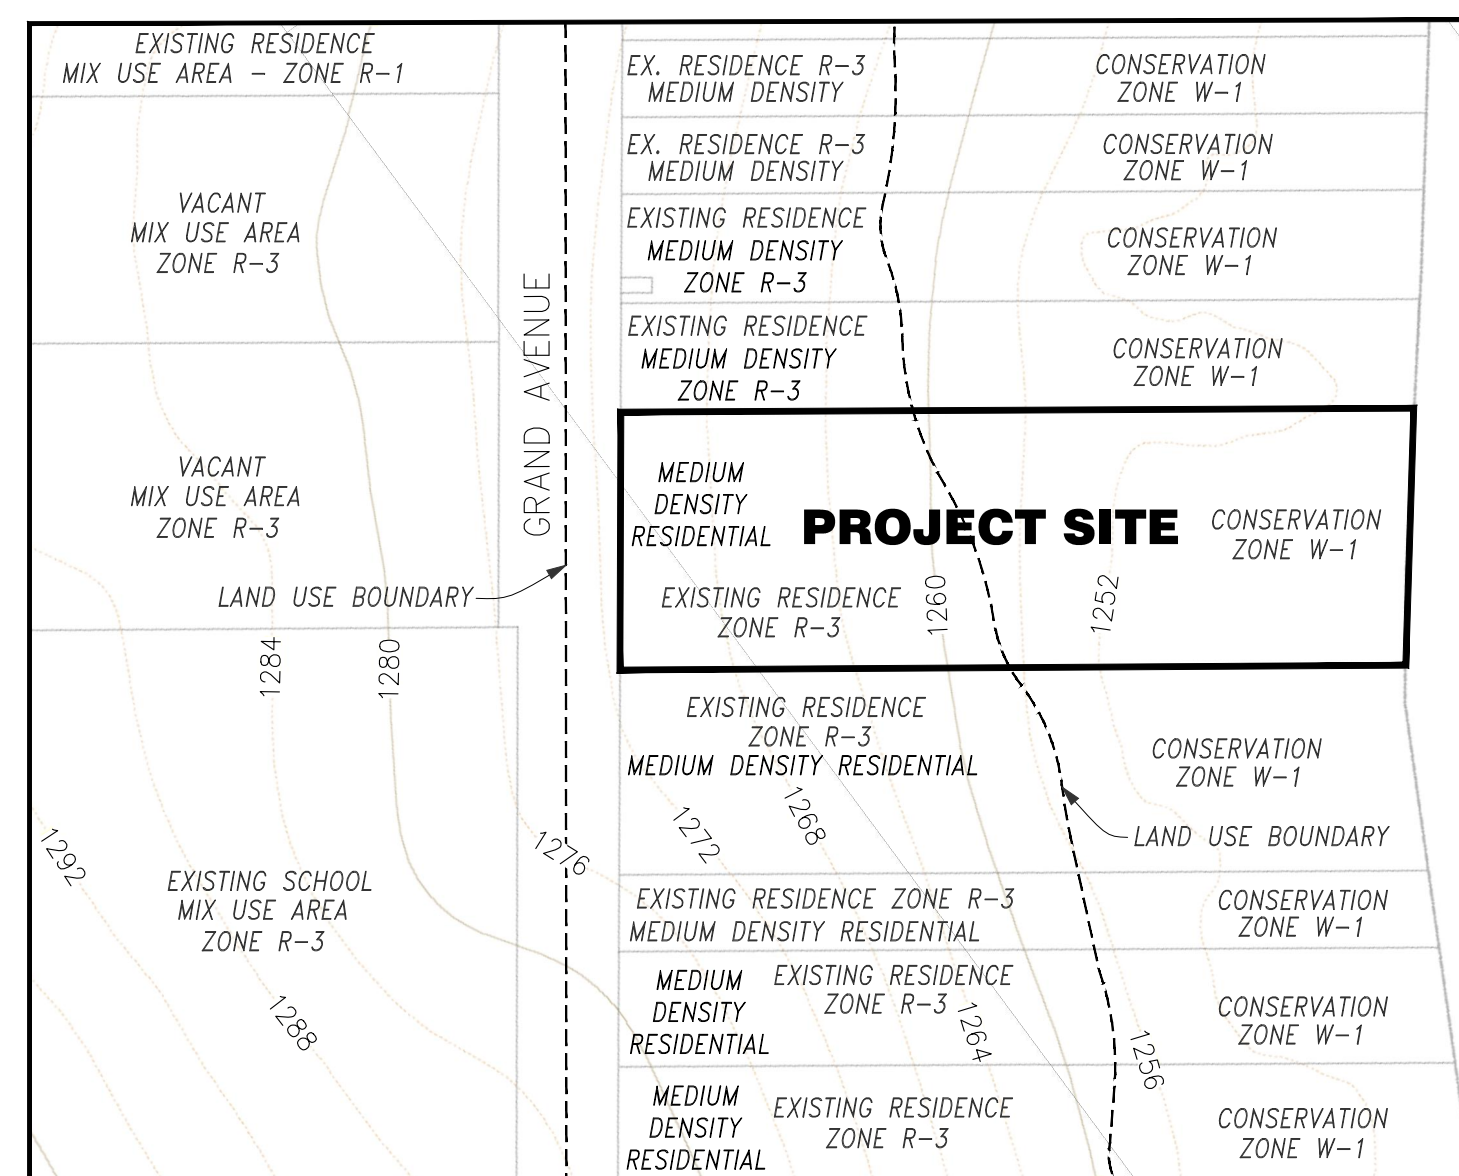 EXISTING RESIDENCE
MIX USE AREA - ZONE R-1
VACANT
MIX USE AREA
ZONE R-3
VACANT
MIX USE AREA
ZONE R-3
LAND USE BOUNDARY
1284
1280
1292
EXISTING SCHOOL
MIX USE AREA
ZONE R-3
1288
GRAND AVENUE
1276
EX. RESIDENCE R-3
MEDIUM DENSITY
CONSERVATION
ZONE W-1
EX. RESIDENCE R-3
MEDIUM DENSITY
CONSERVATION
ZONE W-1
EXISTING RESIDENCE
MEDIUM DENSITY
ZONE R-3
CONSERVATION
ZONE W-1
EXISTING RESIDENCE
MEDIUM DENSITY
ZONE R-3
CONSERVATION
ZONE W-1
MEDIUM
DENSITY
RESIDENTIAL
PROJECT SITE
CONSERVATION
ZONE W-1
EXISTING RESIDENCE
ZONE R-3
1260
1252
EXISTING RESIDENCE
ZONE R-3
MEDIUM DENSITY RESIDENTIAL
CONSERVATION
ZONE W-1
1272
1268
LAND USE BOUNDARY
EXISTING RESIDENCE ZONE R-3
MEDIUM DENSITY RESIDENTIAL
CONSERVATION
ZONE W-1
MEDIUM
DENSITY
RESIDENTIAL
EXISTING RESIDENCE
ZONE R-3
1264
CONSERVATION
ZONE W-1
1256
MEDIUM
DENSITY
RESIDENTIAL
EXISTING RESIDENCE
ZONE R-3
CONSERVATION
ZONE W-1